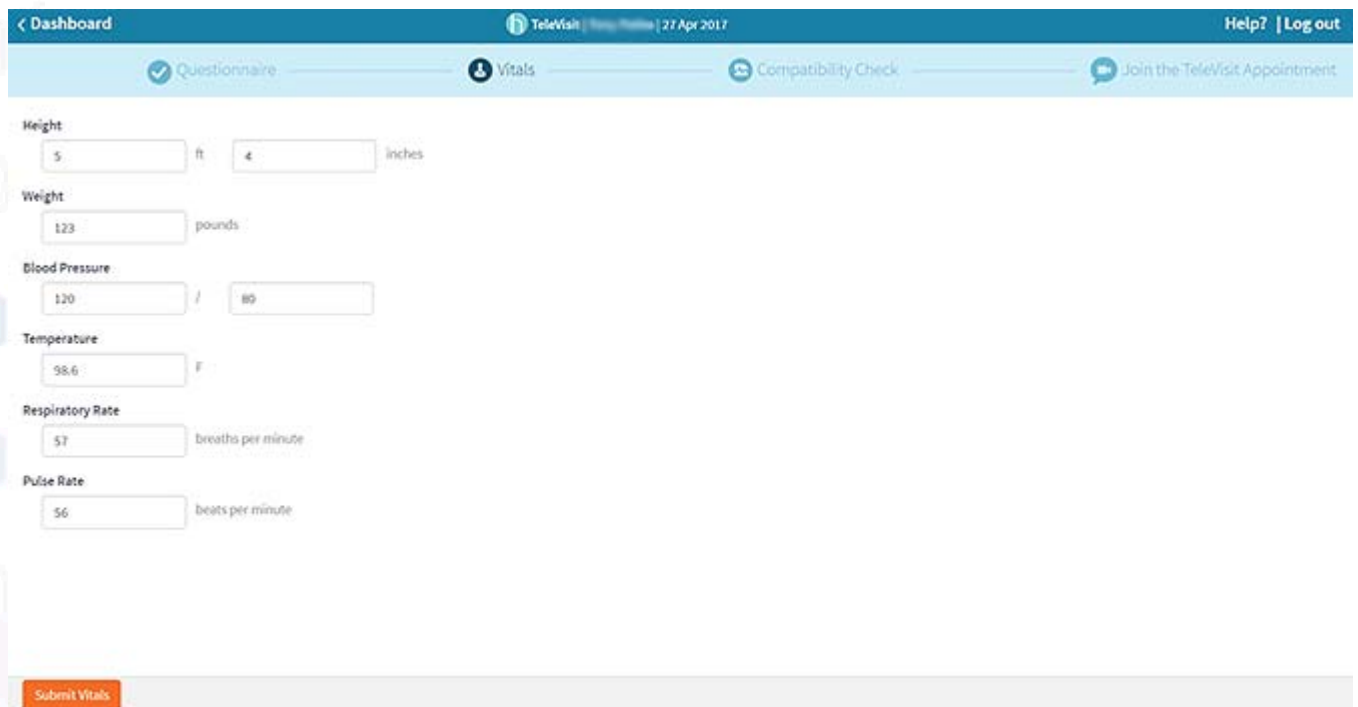 < Dashboard
TeleVisit | | 27 Apr 2017
Help? | Log out
Questionnaire
Vitals
Compatibility Check
Join the TeleVisit Appointment
Height
5 ft 4 inches
Weight
123 pounds
Blood Pressure
120 / 80
Temperature
98.6 F
Respiratory Rate
57 breaths per minute
Pulse Rate
56 beats per minute
Submit Vitals